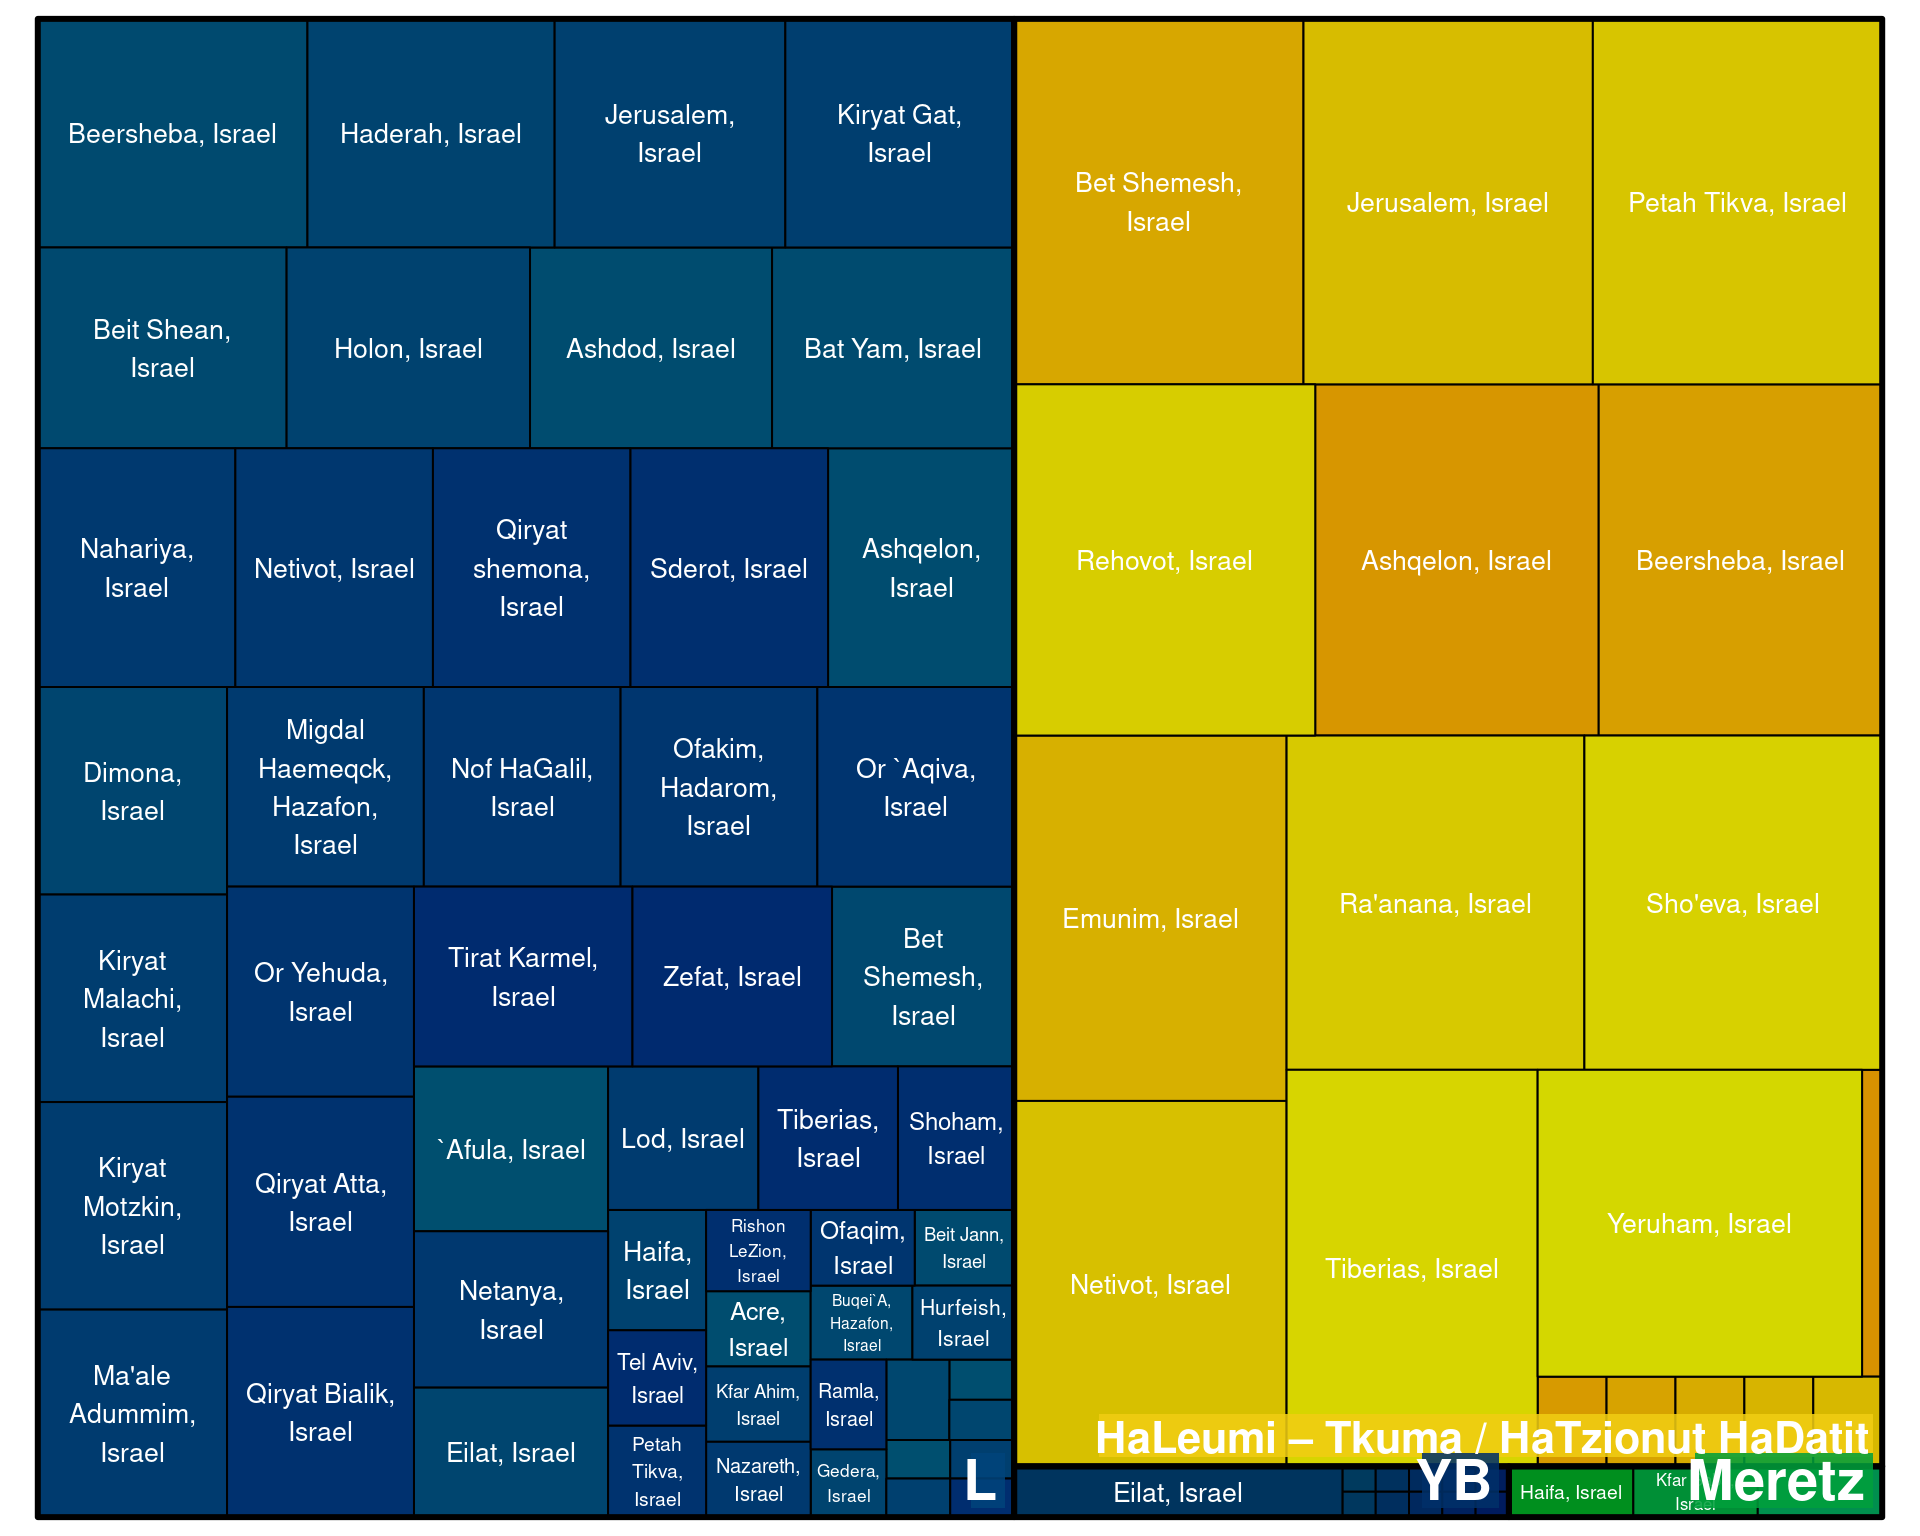 Beersheba, Israel
Haderah, Israel
Jerusalem,
Israel
Kiryat Gat,
Israel
Beit Shean,
Israel
Holon, Israel
Ashdod, Israel
Bat Yam, Israel
Nahariya,
Israel
Netivot, Israel
Qiryat
shemona,
Israel
Sderot, Israel
Ashqelon,
Israel
Dimona,
Israel
Migdal
Haemeqck,
Hazafon,
Israel
Nof HaGalil,
Israel
Ofakim,
Hadarom,
Israel
Or `Aqiva,
Israel
Kiryat
Malachi,
Israel
Or Yehuda,
Israel
Tirat Karmel,
Israel
Zefat, Israel
Bet
Shemesh,
Israel
Kiryat
Motzkin,
Israel
Qiryat Atta,
Israel
`Afula, Israel
Lod, Israel
Tiberias,
Israel
Shoham,
Israel
Netanya,
Israel
Haifa,
Israel
Rishon
LeZion,
Israel
Ofaqim,
Israel
Beit Jann,
Israel
Acre,
Israel
Buqei`A,
Hazafon,
Israel
Hurfeish,
Israel
Ma'ale
Adummim,
Israel
Qiryat Bialik,
Israel
Eilat, Israel
Tel Aviv,
Israel
Kfar Ahim,
Israel
Ramla,
Israel
Petah
Tikva,
Israel
Nazareth,
Israel
Gedera,
Israel
L
Bet Shemesh,
Israel
Jerusalem, Israel
Petah Tikva, Israel
Rehovot, Israel
Ashqelon, Israel
Beersheba, Israel
Emunim, Israel
Ra'anana, Israel
Sho'eva, Israel
Netivot, Israel
Tiberias, Israel
Yeruham, Israel
HaLeumi – Tkuma / HaTzionut HaDatit
Eilat, Israel
YB
Haifa, Israel
Kfar
Israel
Meretz